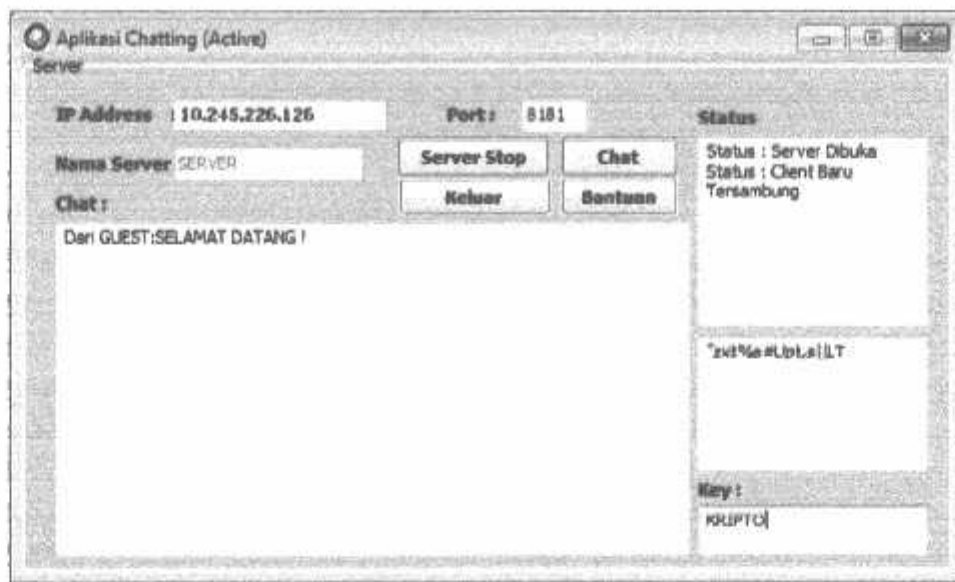 Aplikasi Chatting (Active)
Server
IP Address : 10.245.226.126
Port : 8181
Status
Nama Server SERVER
Server Stop
Chat
Status : Server Dibuka
Status : Client Baru
Tersambung
Keluar
Bantuan
Chat :
Dari GUEST:SELAMAT DATANG !
Key :
KRIPTO